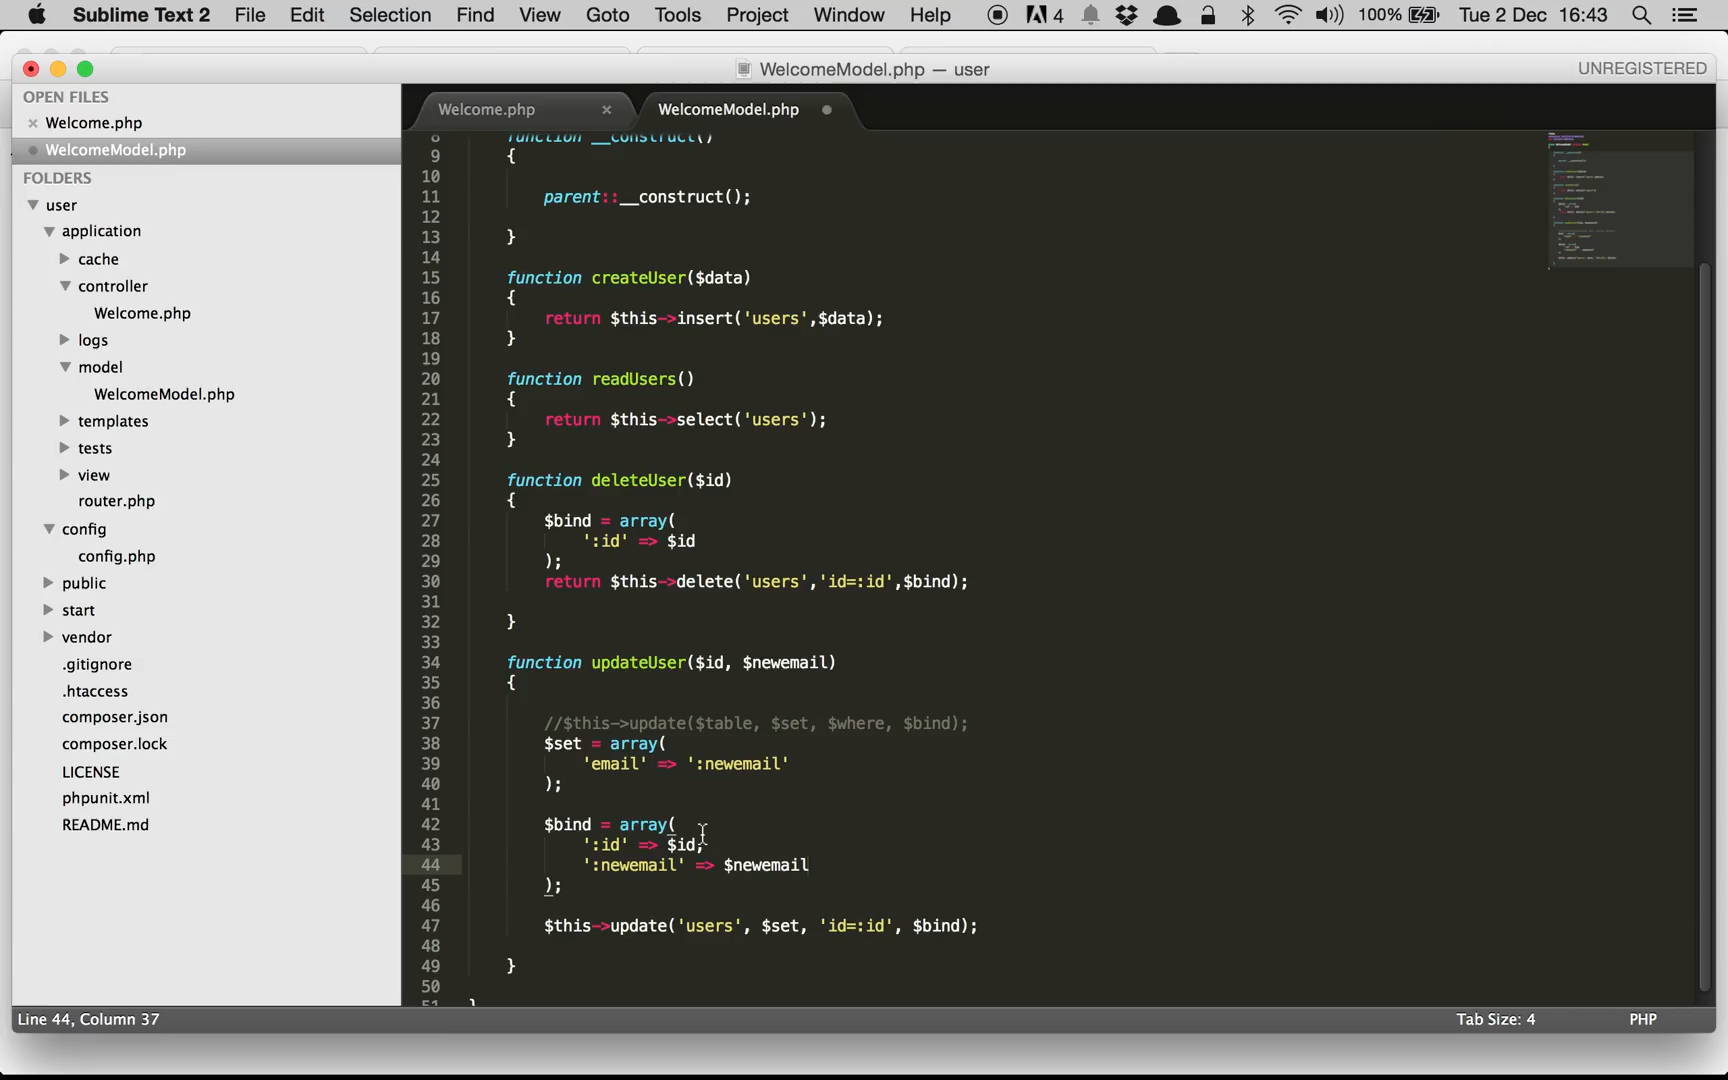 Sublime Text 2 File Edit Selection Find View Goto Tools Project Window Help 4 100% Tue 2 Dec 16:43
WelcomeModel.php — user
UNREGISTERED
OPEN FILES
Welcome.php
WelcomeModel.php
FOLDERS
user
application
cache
controller
Welcome.php
logs
model
WelcomeModel.php
templates
tests
view
router.php
config
config.php
public
start
vendor
.gitignore
.htaccess
composer.json
composer.lock
LICENSE
phpunit.xml
README.md
Welcome.php × WelcomeModel.php
8 function __construct()
9 {
10
11 parent::__construct();
12
13 }
14
15 function createUser($data)
16 {
17 return $this->insert('users',$data);
18 }
19
20 function readUsers()
21 {
22 return $this->select('users');
23 }
24
25 function deleteUser($id)
26 {
27 $bind = array(
28 ':id' => $id
29 );
30 return $this->delete('users','id=:id',$bind);
31
32 }
33
34 function updateUser($id, $newemail)
35 {
36
37 //$this->update($table, $set, $where, $bind);
38 $set = array(
39 'email' => ':newemail'
40 );
41
42 $bind = array(
43 ':id' => $id,
44 ':newemail' => $newemail
45 );
46
47 $this->update('users', $set, 'id=:id', $bind);
48
49 }
50
51 }
Line 44, Column 37
Tab Size: 4
PHP